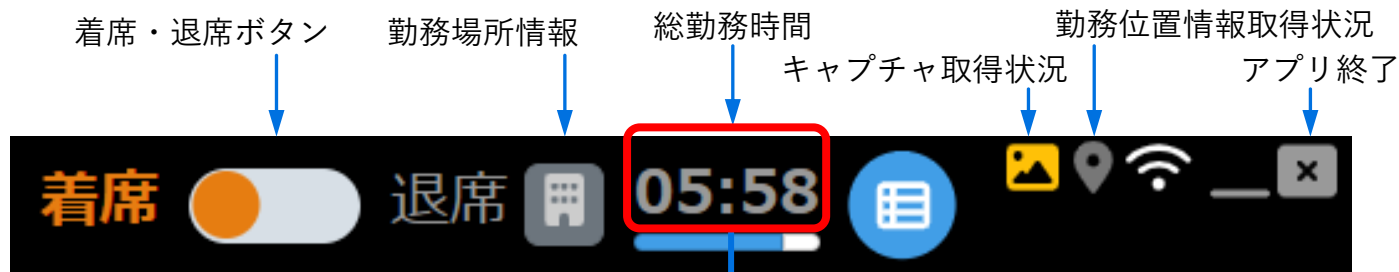 着席・退席ボタン
勤務場所情報
総勤務時間
勤務位置情報取得状況
キャプチャ取得状況
アプリ終了
着席
退席
05:58